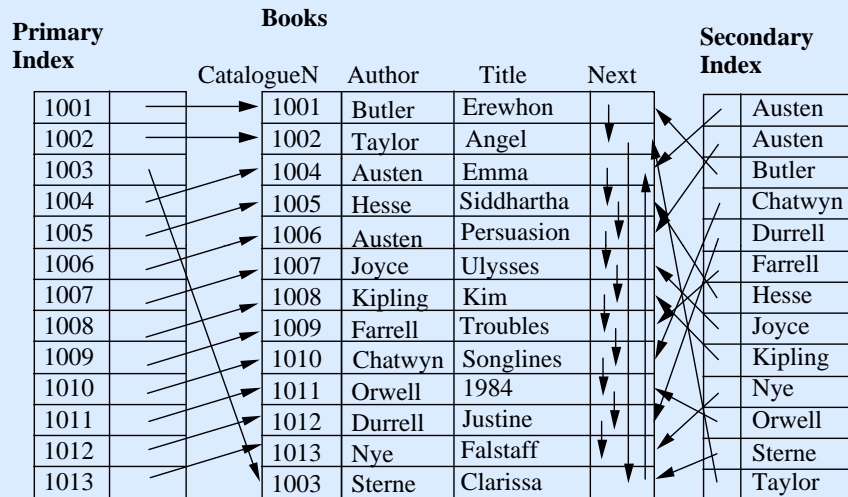 Books
Primary
Index
Secondary
Index
CatalogueN Author Title Next
1001 1001 Butler Erewhon Austen
1002 1002 Taylor Angel Austen
1003 1004 Austen Emma Butler
1004 1005 Hesse Siddhartha Chatwyn
1005 1006 Austen Persuasion Durrell
1006 1007 Joyce Ulysses Farrell
1007 1008 Kipling Kim Hesse
1008 1009 Farrell Troubles Joyce
1009 1010 Chatwyn Songlines Kipling
1010 1011 Orwell 1984 Nye
1011 1012 Durrell Justine Orwell
1012 1013 Nye Falstaff Sterne
1013 1003 Sterne Clarissa Taylor